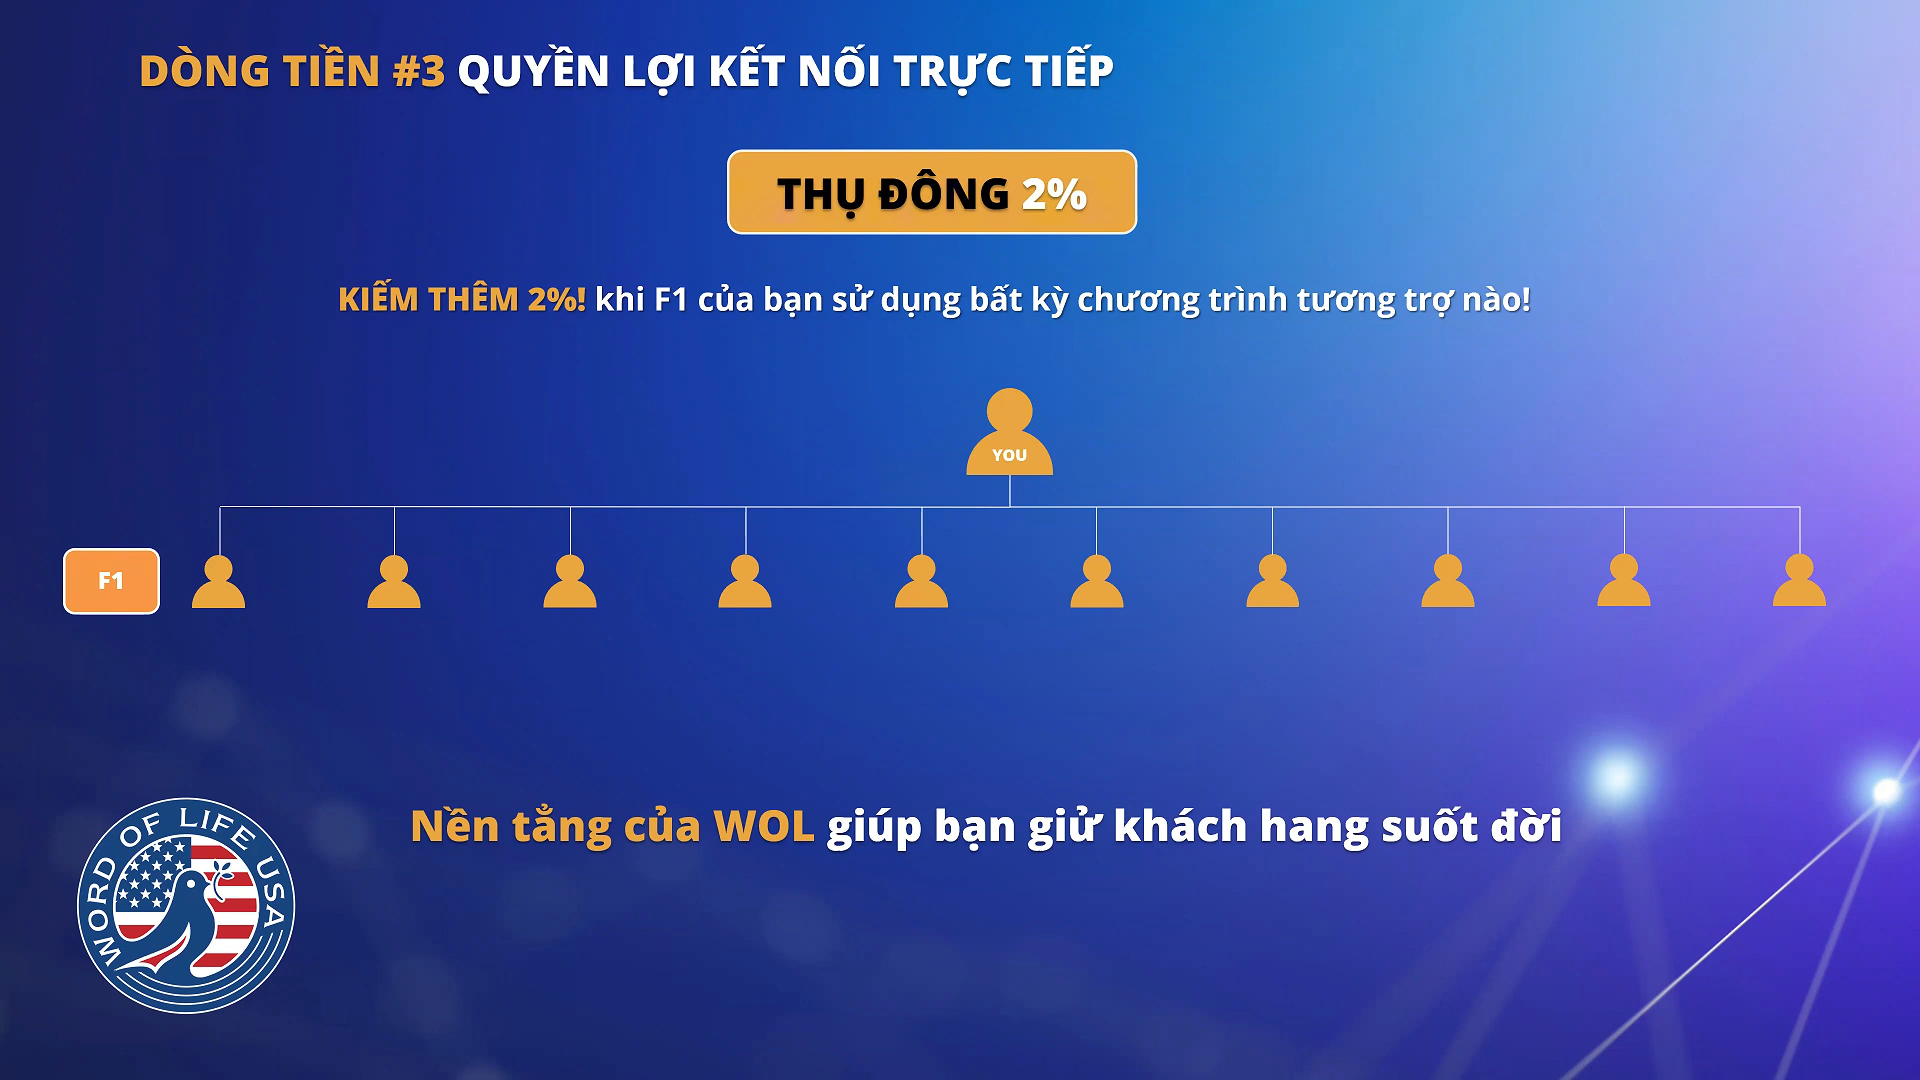 DÒNG TIỀN #3 QUYỀN LỢI KẾT NỐI TRỰC TIẾP
THỤ ĐÔNG 2%
KIẾM THÊM 2%! khi F1 của bạn sử dụng bất kỳ chương trình tương trợ nào!
YOU
F1
Nền tẳng của WOL giúp bạn giử khách hang suốt đời
WORD OF LIFE USA